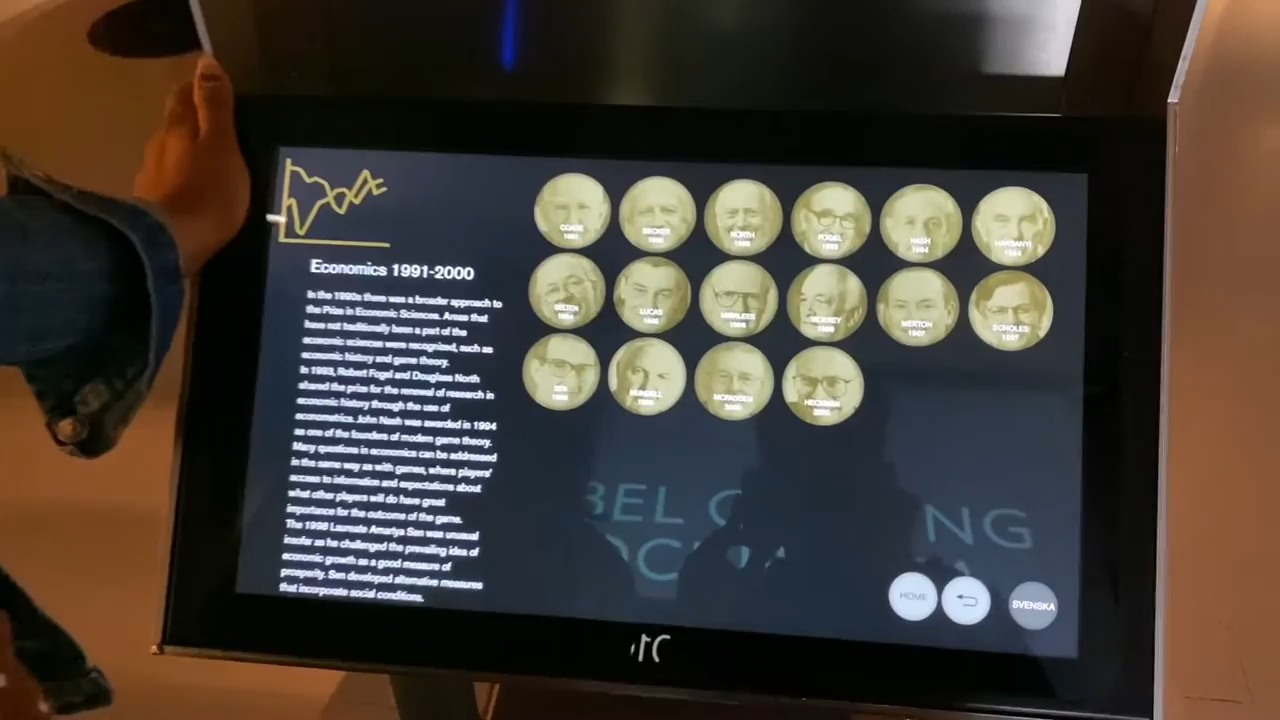 Economics 1991-2000
In the 1990s there was a broader approach to
the Prize in Economic Sciences. Areas that
have not traditionally been a part of the
economic sciences were recognized, such as
economic history and game theory.
In 1993, Robert Fogel and Douglass North
shared the prize for the renewal of research in
economic history through the use of
econometrics. John Nash was awarded in 1994
as one of the founders of modern game theory.
Many questions in economics can be addressed
in the same way as with games, where players'
access to information and expectations about
what other players will do have great
importance for the outcome of the game.
The 1998 Laureate Amartya Sen was unusual
insofar as he challenged the prevailing idea of
economic growth as a good measure of
prosperity. Sen developed alternative measures
that incorporate social conditions.
COASE
1991
BECKER
1992
NORTH
1993
FOGEL
1993
NASH
1994
HARSANYI
1994
SELTEN
1994
LUCAS
1995
MIRRLEES
1996
VICKREY
1996
MERTON
1997
SCHOLES
1997
SEN
1998
MUNDELL
1999
MCFADDEN
2000
HECKMAN
2000
HOME
SVENSKA